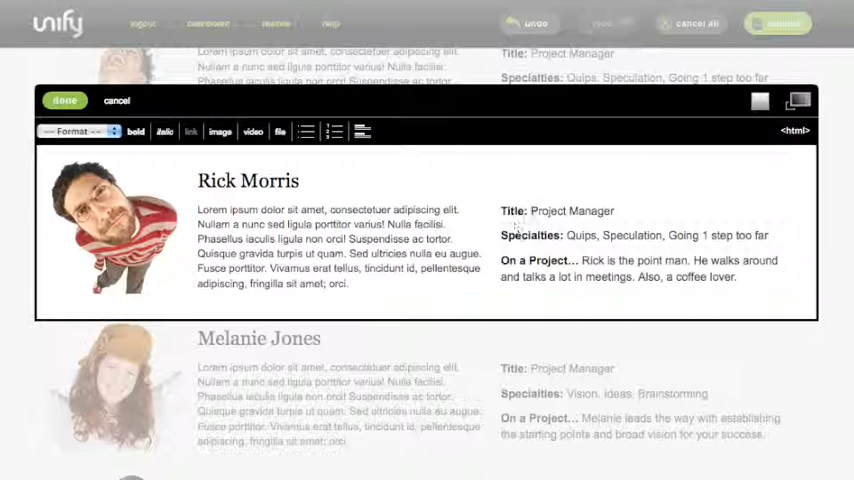 unify logout dashboard help undo cancel all
Lorem ipsum dolor sit amet, consectetuer adipiscing elit.
Nullam a nunc sed ligula porttitor varius! Nulla facilisi.
Phasellus iaculis ligula non orci! Suspendisse ac tortor.
Title: Project Manager
Specialties: Quips, Speculation, Going 1 step too far
done cancel
-- Format -- bold italic link image video file <html>
Rick Morris
Lorem ipsum dolor sit amet, consectetuer adipiscing elit.
Nullam a nunc sed ligula porttitor varius! Nulla facilisi.
Phasellus iaculis ligula non orci! Suspendisse ac tortor.
Quisque gravida turpis ut quam. Sed ultricies nulla eu augue.
Fusce porttitor. Vivamus erat tellus, tincidunt id, pellentesque
adipiscing, fringilla sit amet; orci.
Title: Project Manager
Specialties: Quips, Speculation, Going 1 step too far
On a Project... Rick is the point man. He walks around
and talks a lot in meetings. Also, a coffee lover.
Melanie Jones
Lorem ipsum dolor sit amet, consectetuer adipiscing elit.
Nullam a nunc sed ligula porttitor varius! Nulla facilisi.
Phasellus iaculis ligula non orci! Suspendisse ac tortor.
Quisque gravida turpis ut quam. Sed ultricies nulla eu augue.
Fusce porttitor. Vivamus erat tellus, tincidunt id, pellentesque
adipiscing, fringilla sit amet; orci.
Title: Project Manager
Specialties: Vision, Ideas, Brainstorming
On a Project... Melanie leads the way with establishing
the starting points and broad vision for your success.